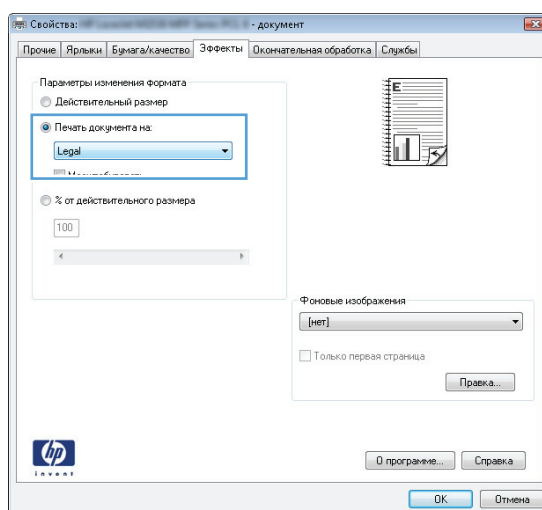 Свойства: - документ
Прочие Ярлыки Бумага/качество Эффекты Окончательная обработка Службы
Параметры изменения формата
Действительный размер
Печать документа на:
Legal
% от действительного размера
100
E
Фоновые изображения
[нет]
Только первая страница
Правка...
hp
invent
О программе... Справка
OK Отмена